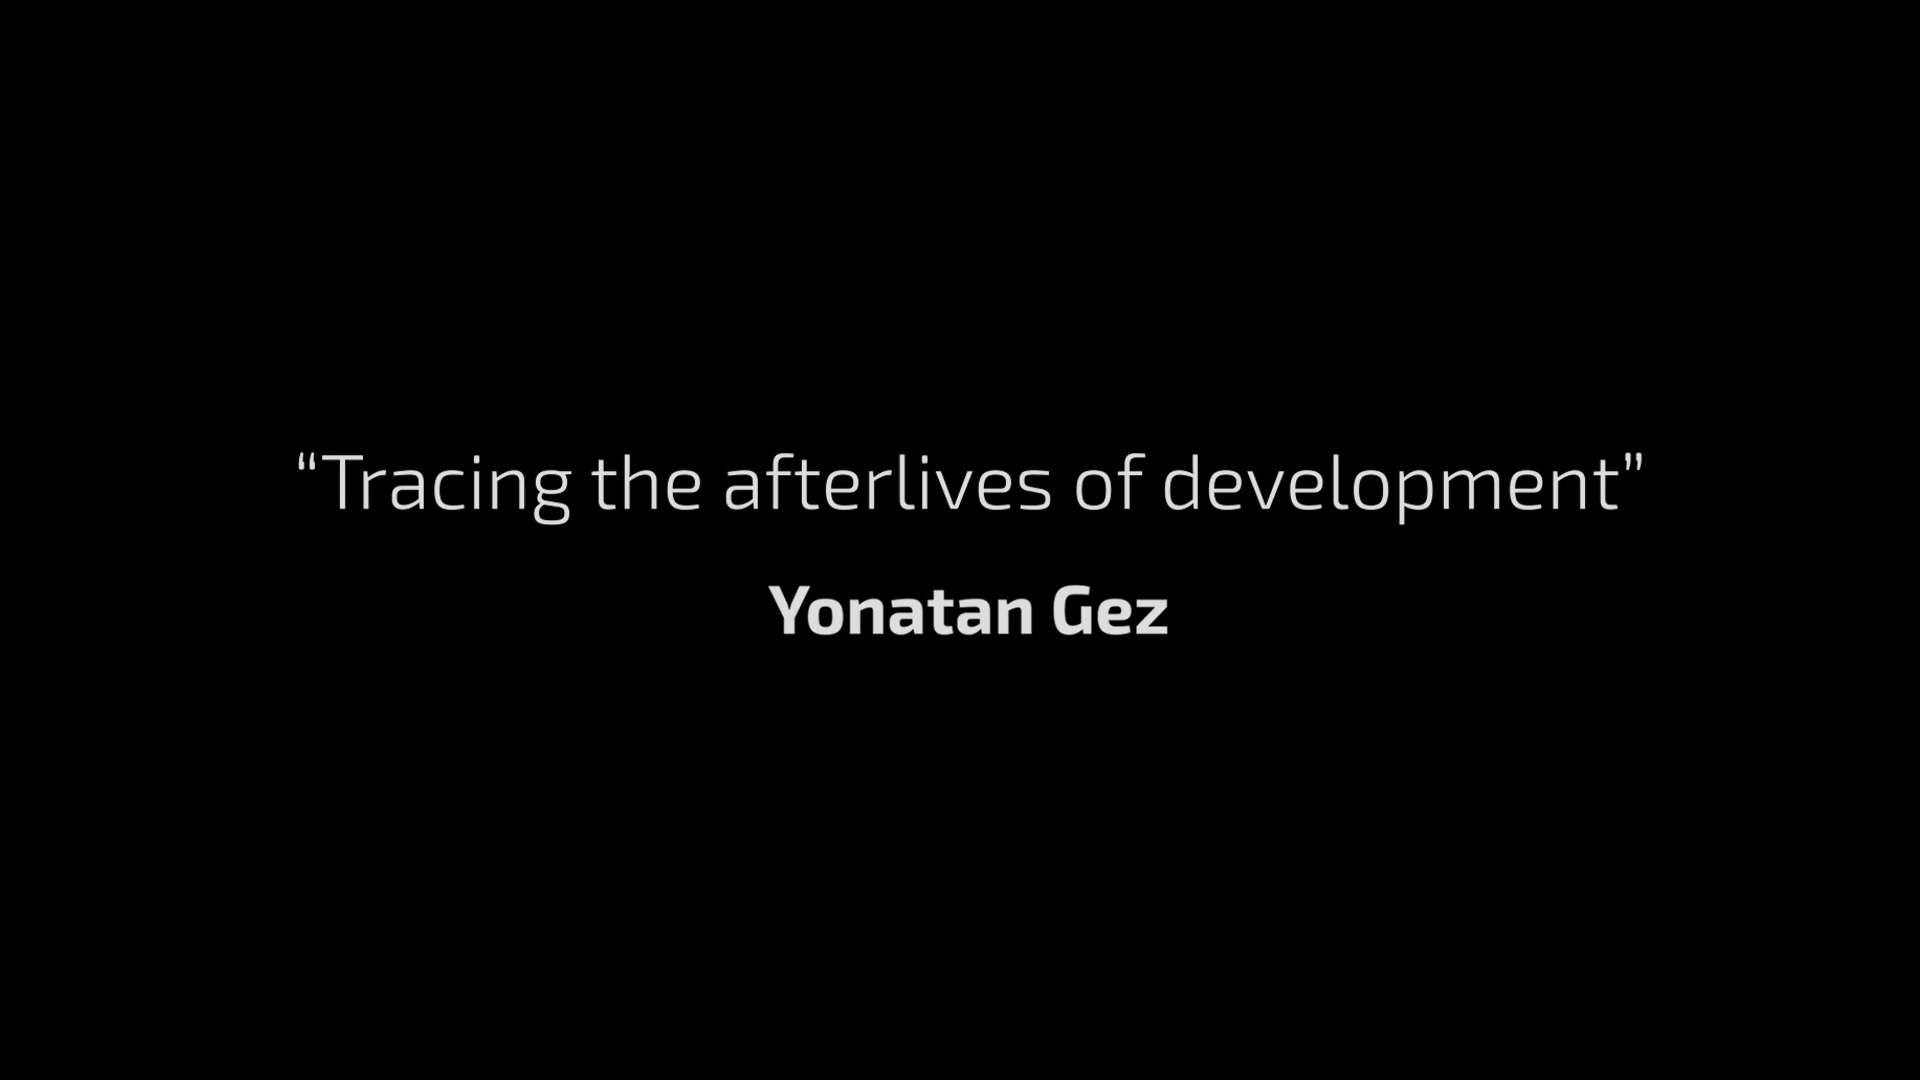 “Tracing the afterlives of development”
Yonatan Gez